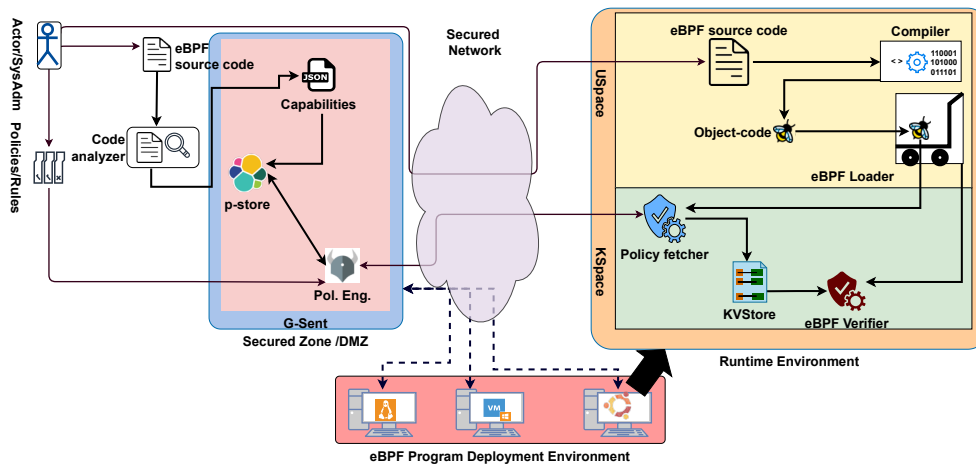 Actor/SysAdm Policies/Rules
eBPF
source code
Code
analyzer
JSON
Capabilities
p-store
Pol. Eng.
G-Sent
Secured Zone /DMZ
Secured
Network
USpace
KSpace
eBPF source code
Compiler
< >
110001
101000
011101
Object-code
eBPF Loader
Policy fetcher
KVStore
eBPF Verifier
Runtime Environment
VM
eBPF Program Deployment Environment